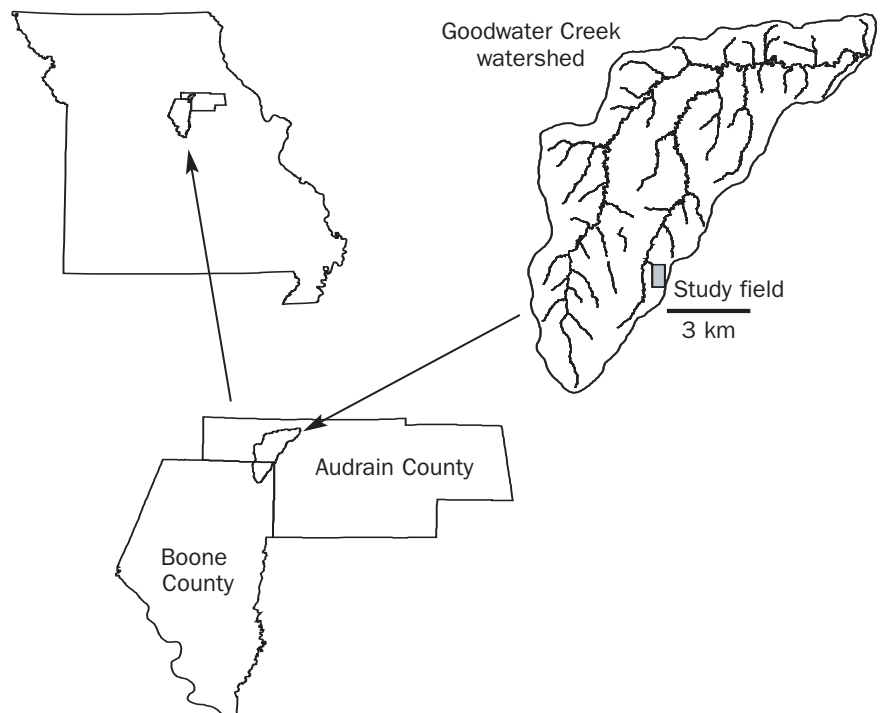 Goodwater Creek
watershed
Study field
3 km
Audrain County
Boone
County